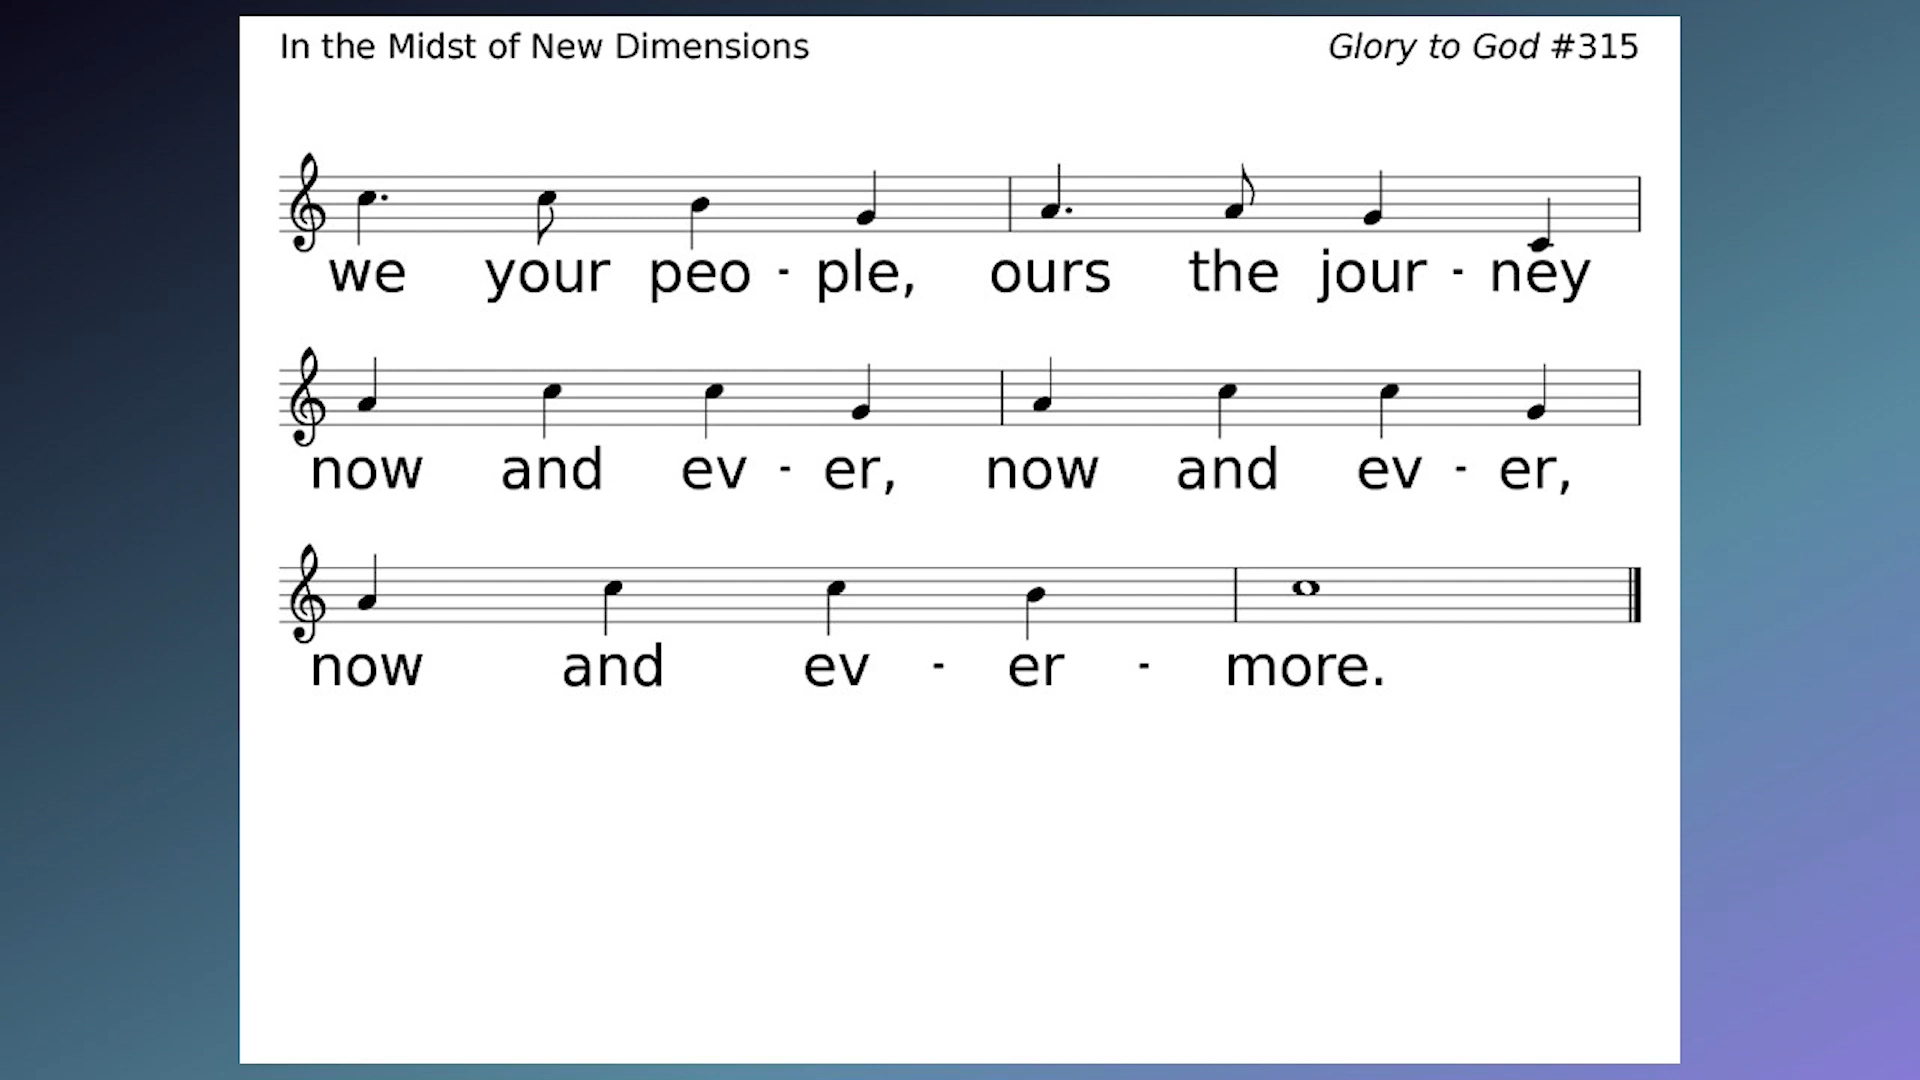 In the Midst of New Dimensions Glory to God #315
we your peo - ple, ours the jour - ney
now and ev - er, now and ev - er,
now and ev - er - more.